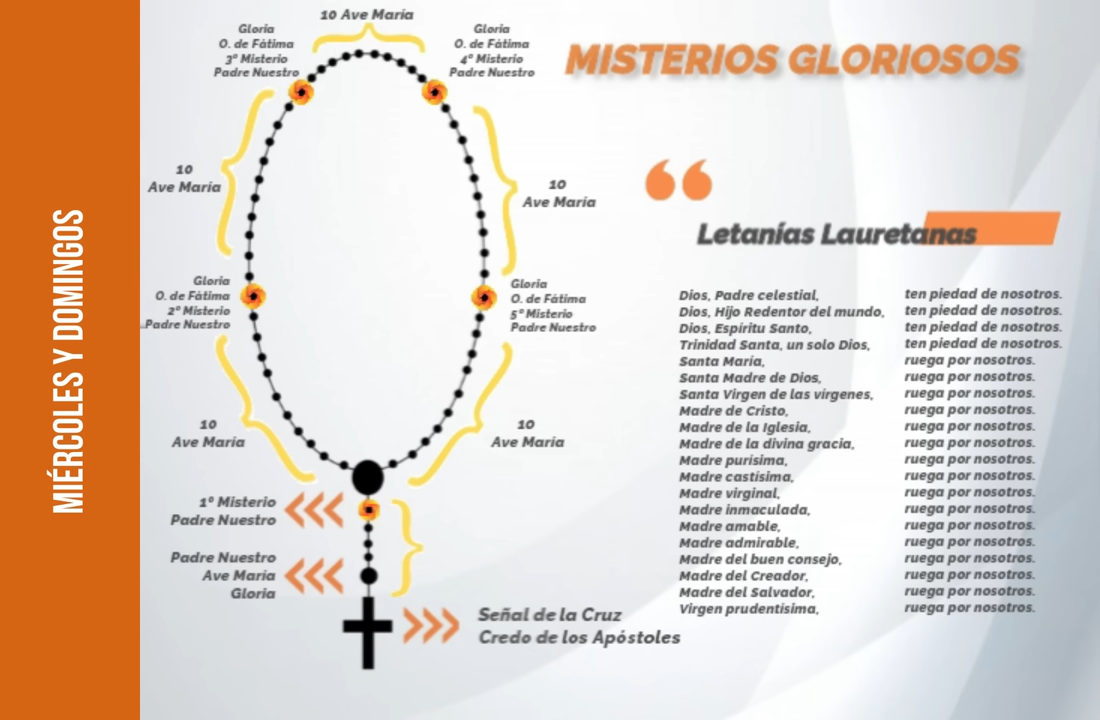 MIÉRCOLES Y DOMINGOS
MISTERIOS GLORIOSOS
10 Ave María
Gloria
O. de Fátima
3º Misterio
Padre Nuestro
Gloria
O. de Fátima
4º Misterio
Padre Nuestro
10
Ave María
10
Ave María
Gloria
O. de Fátima
2º Misterio
Padre Nuestro
Gloria
O. de Fátima
5º Misterio
Padre Nuestro
10
Ave María
10
Ave María
1º Misterio
Padre Nuestro
Padre Nuestro
Ave María
Gloria
Señal de la Cruz
Credo de los Apóstoles
Letanías Lauretanas
Dios, Padre celestial, ten piedad de nosotros.
Dios, Hijo Redentor del mundo, ten piedad de nosotros.
Dios, Espíritu Santo, ten piedad de nosotros.
Trinidad Santa, un solo Dios, ten piedad de nosotros.
Santa María, ruega por nosotros.
Santa Madre de Dios, ruega por nosotros.
Santa Virgen de las vírgenes, ruega por nosotros.
Madre de Cristo, ruega por nosotros.
Madre de la Iglesia, ruega por nosotros.
Madre de la divina gracia, ruega por nosotros.
Madre purísima, ruega por nosotros.
Madre castísima, ruega por nosotros.
Madre virginal, ruega por nosotros.
Madre inmaculada, ruega por nosotros.
Madre amable, ruega por nosotros.
Madre admirable, ruega por nosotros.
Madre del buen consejo, ruega por nosotros.
Madre del Creador, ruega por nosotros.
Madre del Salvador, ruega por nosotros.
Virgen prudentísima, ruega por nosotros.